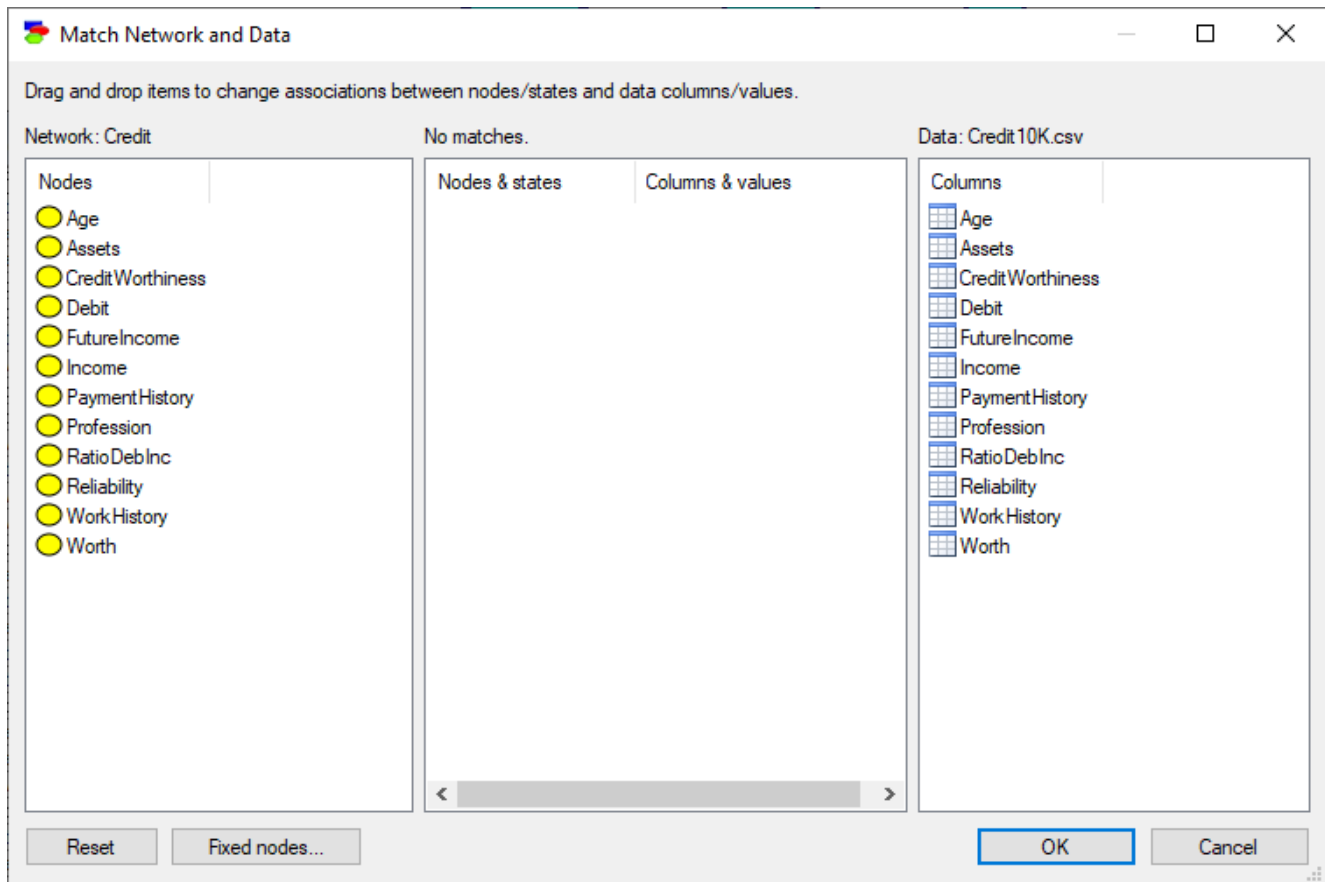 Match Network and Data
Drag and drop items to change associations between nodes/states and data columns/values.
Network: Credit
Nodes
Age
Assets
CreditWorthiness
Debit
FutureIncome
Income
PaymentHistory
Profession
RatioDebInc
Reliability
WorkHistory
Worth
No matches.
Nodes & states Columns & values
Data: Credit10K.csv
Columns
Age
Assets
CreditWorthiness
Debit
FutureIncome
Income
PaymentHistory
Profession
RatioDebInc
Reliability
WorkHistory
Worth
Reset Fixed nodes... OK Cancel